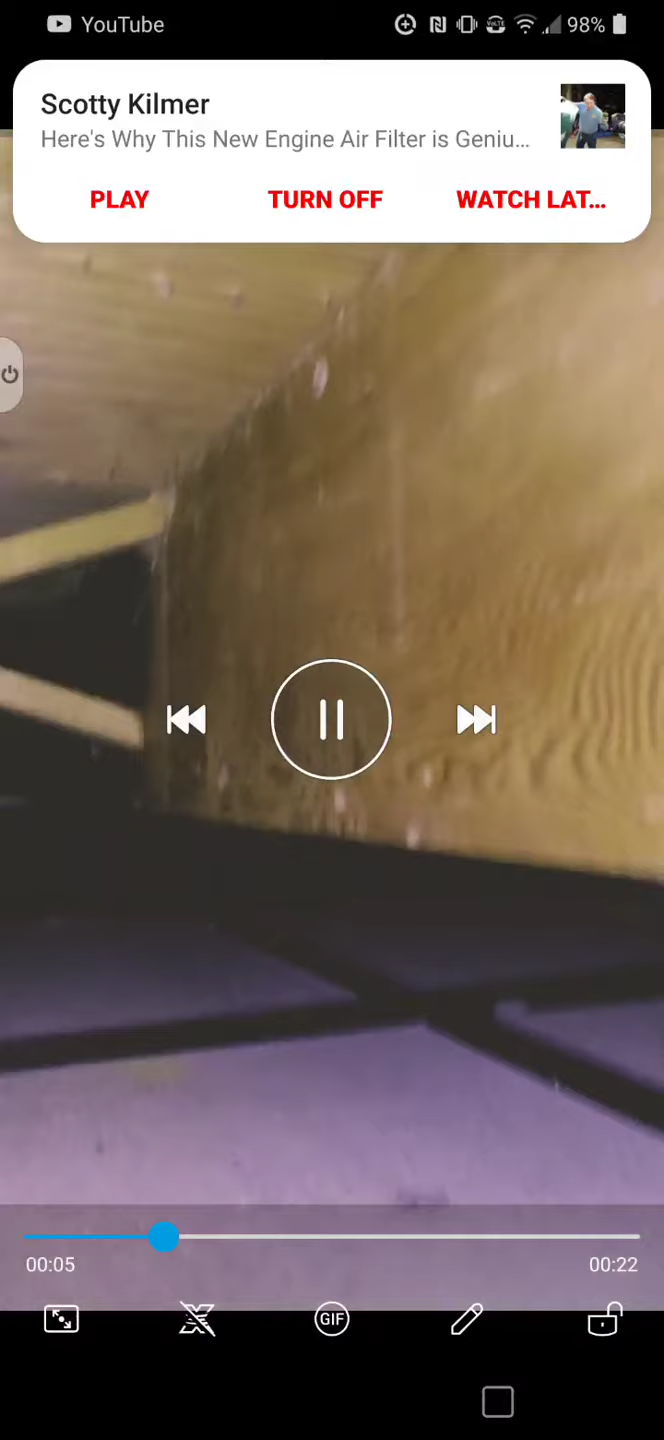 YouTube
98%
Scotty Kilmer
Here's Why This New Engine Air Filter is Geniu...
PLAY TURN OFF WATCH LAT...
00:05 00:22
GIF